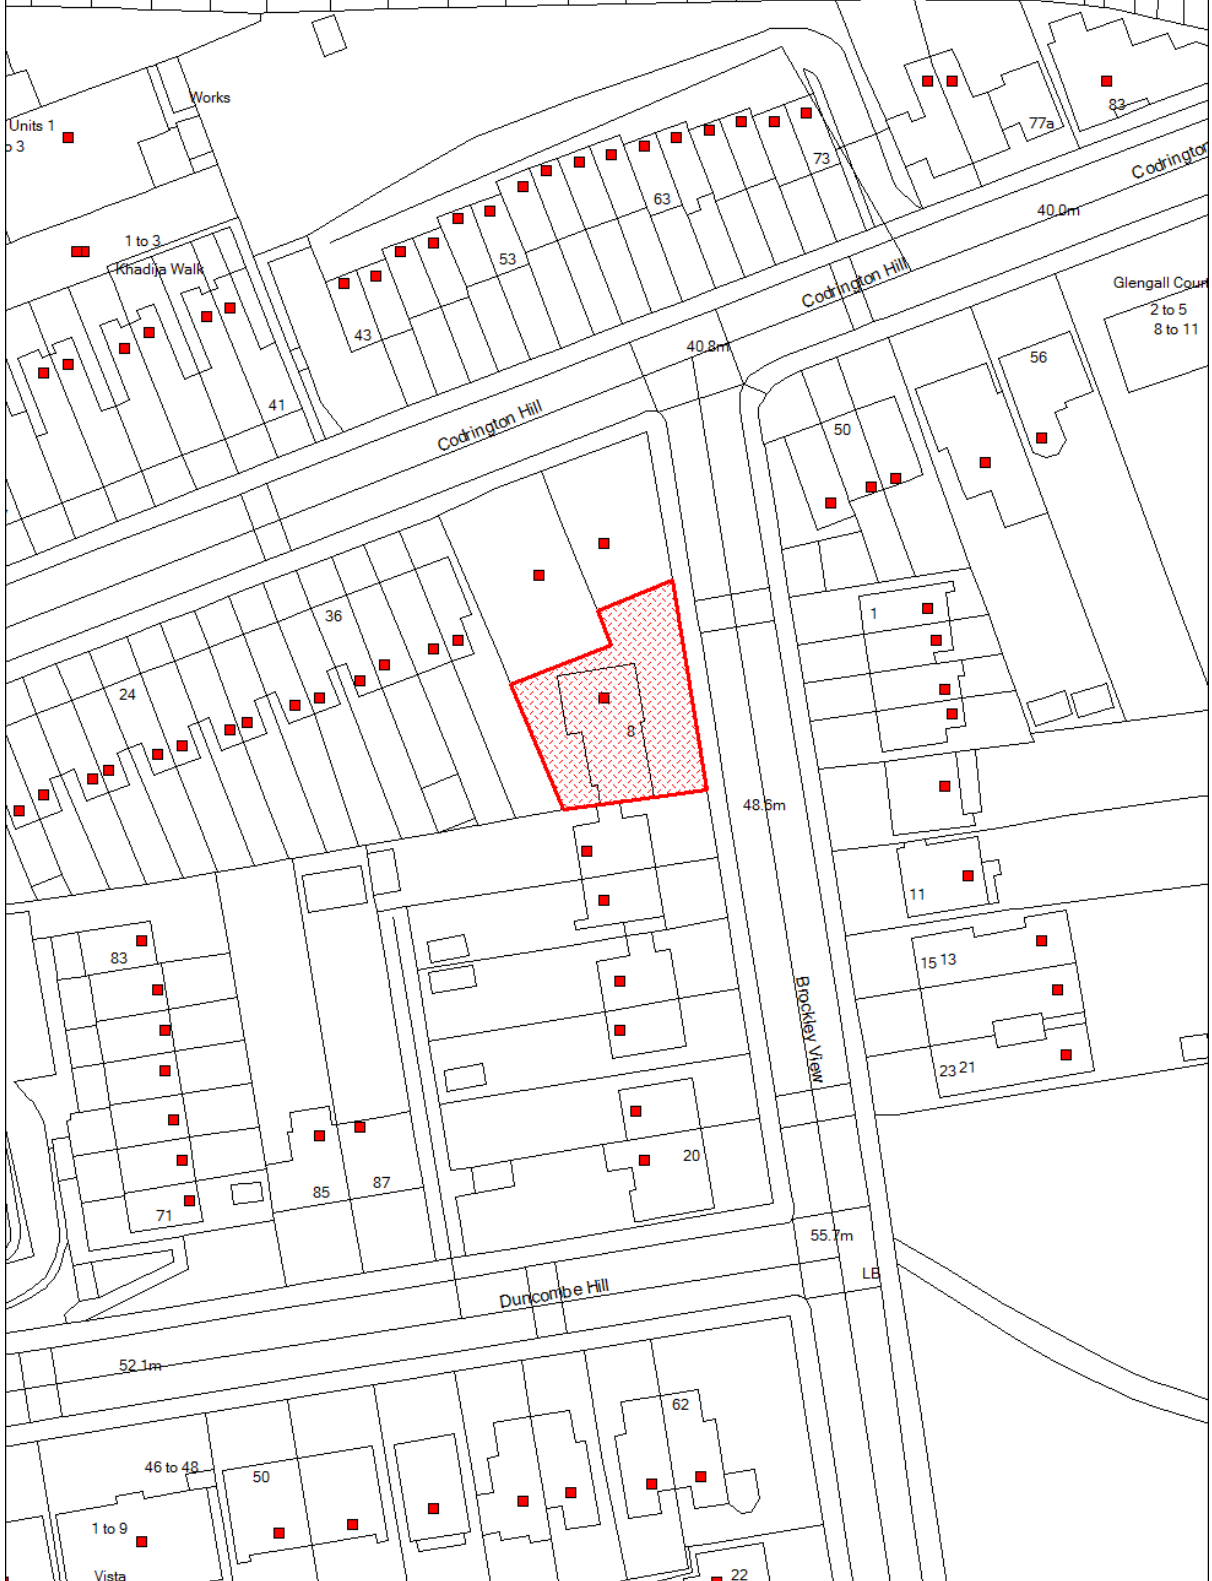 Works
83
77a
Units 1
o 3
73
Codrington
63
40.0m
1 to 3
53
Khadija Walk
Codrington Hill
Glengall Cour
2 to 5
8 to 11
43
40.8m
56
41
Codrington Hill
50
36
1
24
8
48.6m
11
83
15 13
Brockley View
23 21
20
87
85
71
55.7m
LB
Duncombe Hill
52.1m
62
46 to 48
50
1 to 9
Vista
22